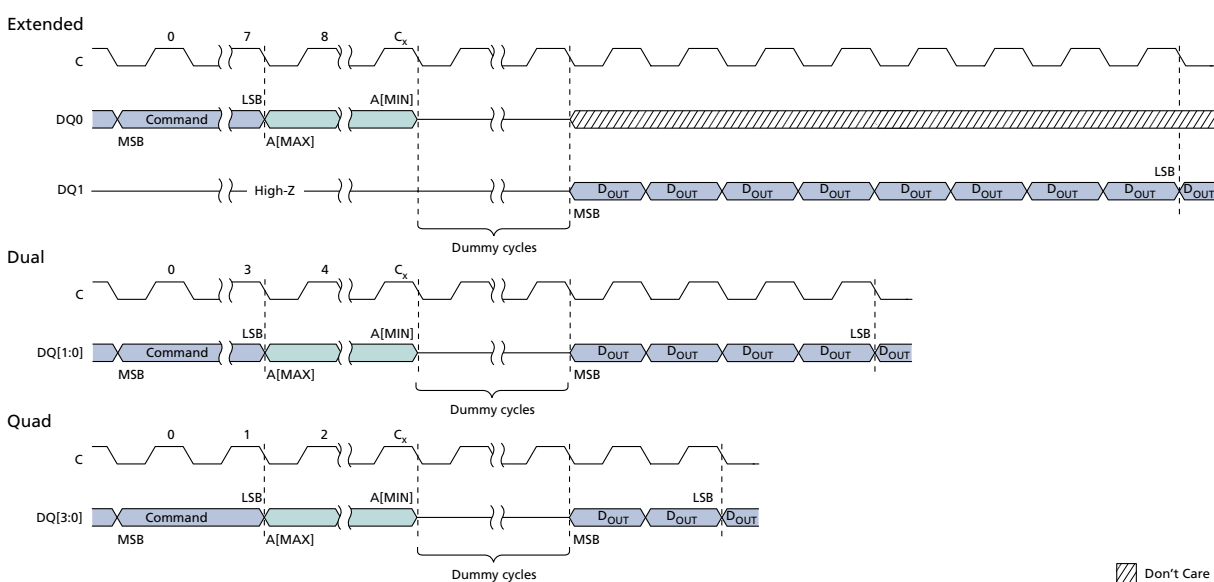 Extended
0 7 8 Cx
C
LSB A[MIN]
DQ0 Command
MSB A[MAX]
LSB
DQ1 High-Z DOUT DOUT DOUT DOUT DOUT DOUT DOUT DOUT DOUT
MSB
Dummy cycles
Dual
0 3 4 Cx
C
LSB A[MIN] LSB
DQ[1:0] Command DOUT DOUT DOUT DOUT DOUT
MSB A[MAX] MSB
Dummy cycles
Quad
0 1 2 Cx
C
LSB A[MIN] LSB
DQ[3:0] Command DOUT DOUT DOUT
MSB A[MAX] MSB
Dummy cycles
Don't Care